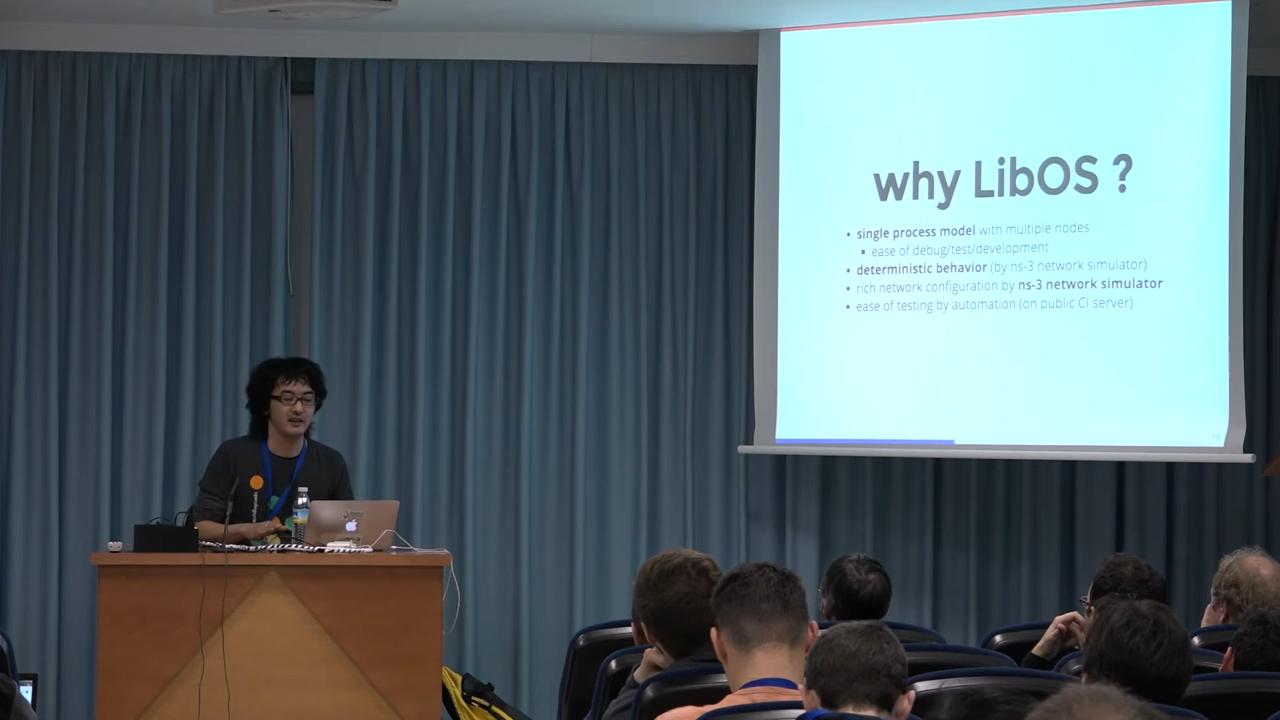 why LibOS ?
• single process model with multiple nodes
▪ ease of debug/test/development
• deterministic behavior (by ns-3 network simulator)
• rich network configuration by ns-3 network simulator
• ease of testing by automation (on public CI server)